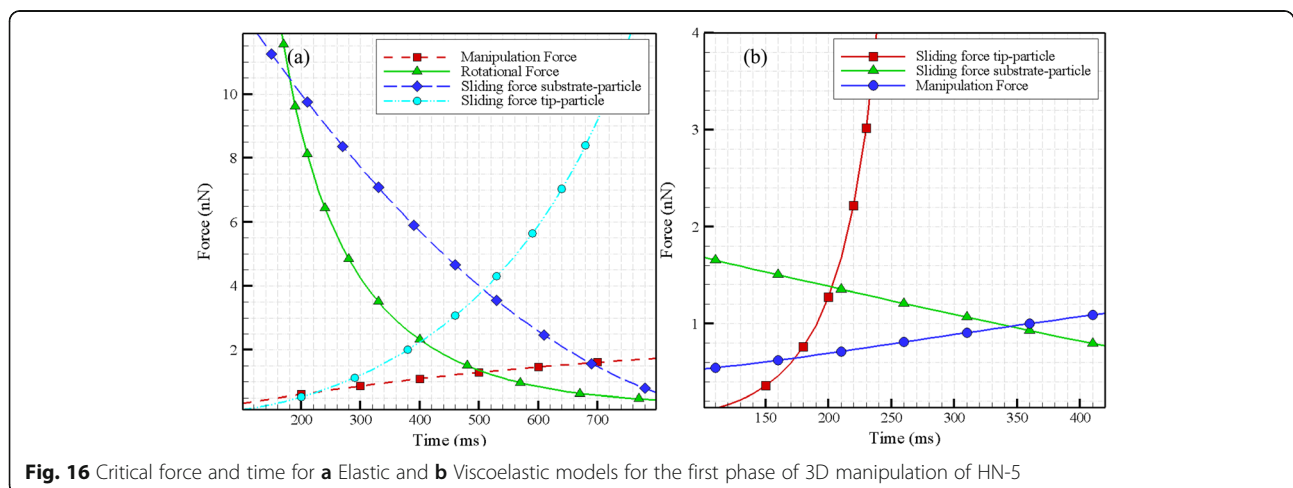 (a)
Manipulation Force
Rotational Force
Sliding force substrate-particle
Sliding force tip-particle
Force (nN)
10
8
6
4
2
200 300 400 500 600 700
Time (ms)
(b)
Sliding force tip-particle
Sliding force substrate-particle
Manipulation Force
Force (nN)
4
3
2
1
150 200 250 300 350 400
Time (ms)
Fig. 16 Critical force and time for a Elastic and b Viscoelastic models for the first phase of 3D manipulation of HN-5